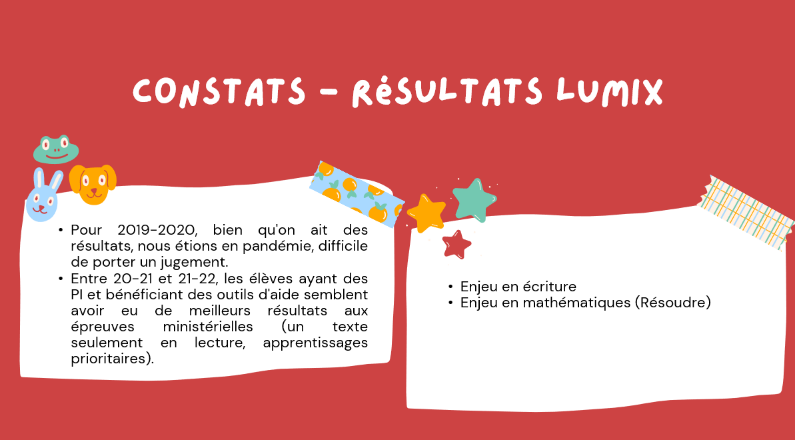 CONSTATS - RÉSULTATS LUMIX
• Pour 2019-2020, bien qu'on ait des
résultats, nous étions en pandémie, difficile
de porter un jugement.
• Entre 20-21 et 21-22, les élèves ayant des
PI et bénéficiant des outils d'aide semblent
avoir eu de meilleurs résultats aux
épreuves ministérielles (un texte
seulement en lecture, apprentissages
prioritaires).
• Enjeu en écriture
• Enjeu en mathématiques (Résoudre)